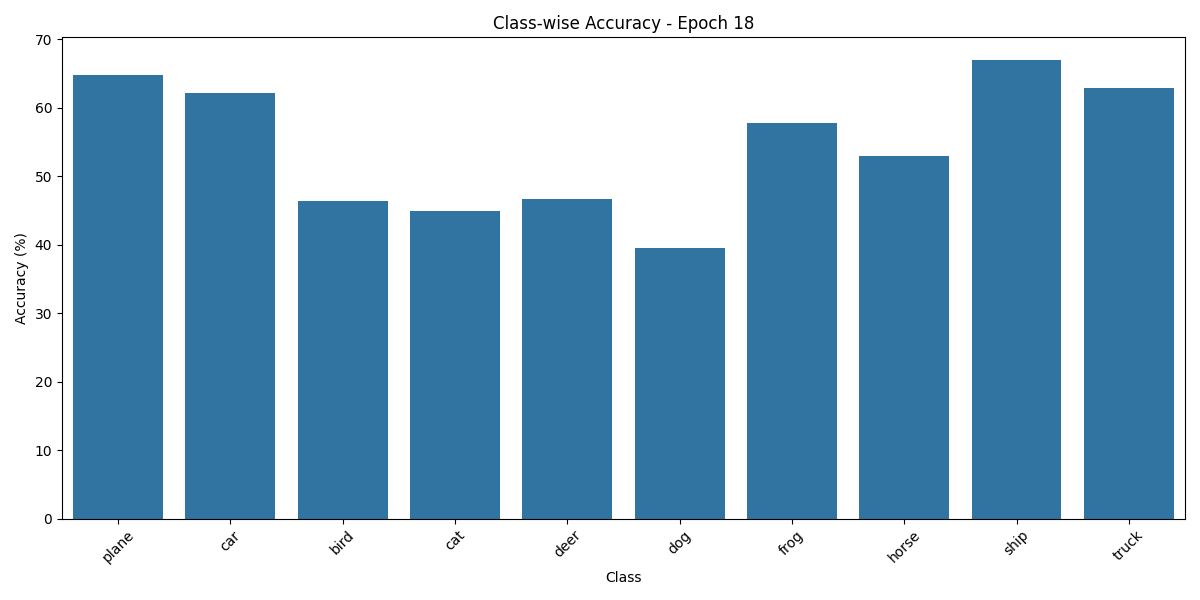 Class-wise Accuracy - Epoch 18
70
60
50
40
30
20
10
0
Accuracy (%)
plane
car
bird
cat
deer
dog
frog
horse
ship
truck
Class